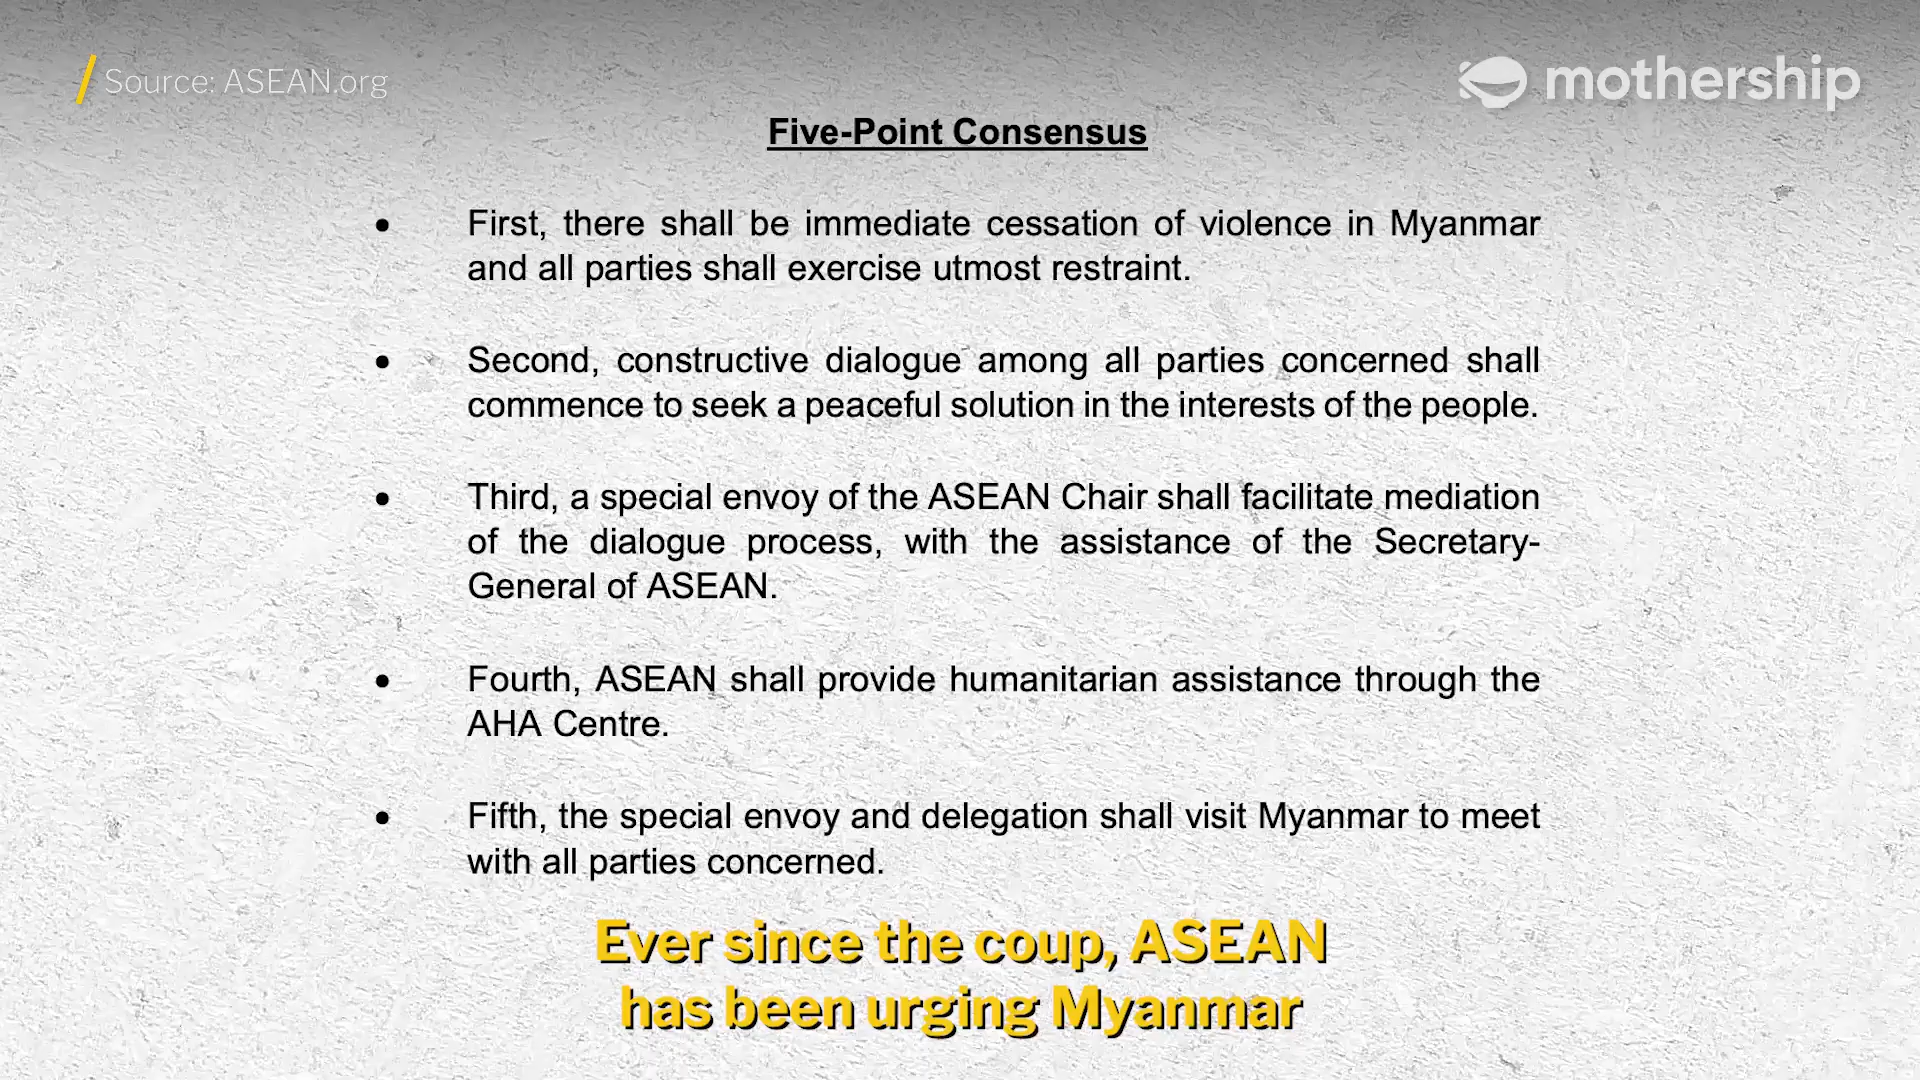 Source: ASEAN.org
mothership
Five-Point Consensus
• First, there shall be immediate cessation of violence in Myanmar
and all parties shall exercise utmost restraint.
• Second, constructive dialogue among all parties concerned shall
commence to seek a peaceful solution in the interests of the people.
• Third, a special envoy of the ASEAN Chair shall facilitate mediation
of the dialogue process, with the assistance of the Secretary-
General of ASEAN.
• Fourth, ASEAN shall provide humanitarian assistance through the
AHA Centre.
• Fifth, the special envoy and delegation shall visit Myanmar to meet
with all parties concerned.
Ever since the coup, ASEAN
has been urging Myanmar